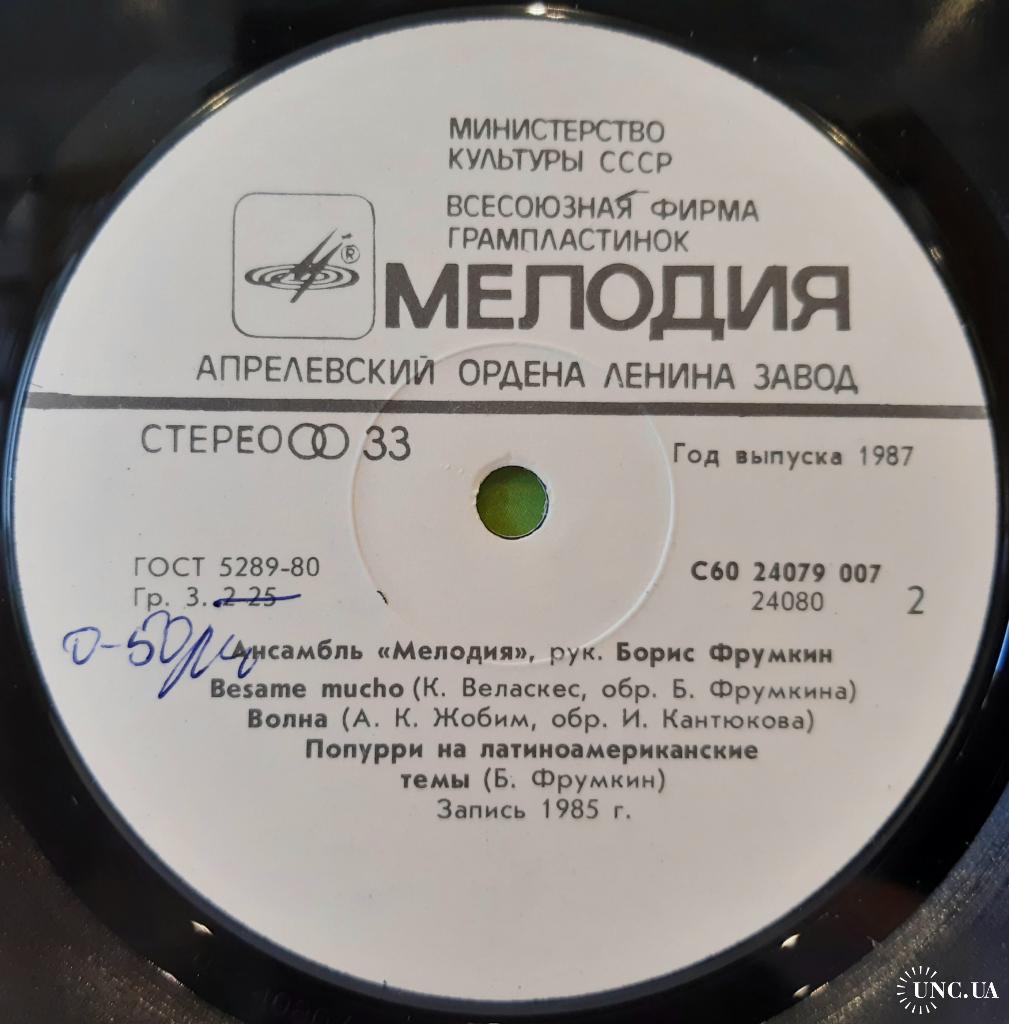 МИНИСТЕРСТВО
КУЛЬТУРЫ СССР
ВСЕСОЮЗНАЯ ФИРМА
ГРАМПЛАСТИНОК
®
МЕЛОДИЯ
АПРЕЛЕВСКИЙ ОРДЕНА ЛЕНИНА ЗАВОД
СТЕРЕО 33
Год выпуска 1987
ГОСТ 5289-80
Гр. 3. 2-25
0-50
С60 24079 007
24080
2
Ансамбль «Мелодия», рук. Борис Фрумкин
Besame mucho (К. Веласкес, обр. Б. Фрумкина)
Волна (А. К. Жобим, обр. И. Кантюкова)
Попурри на латиноамериканские
темы (Б. Фрумкин)
Запись 1985 г.
UNC.UA